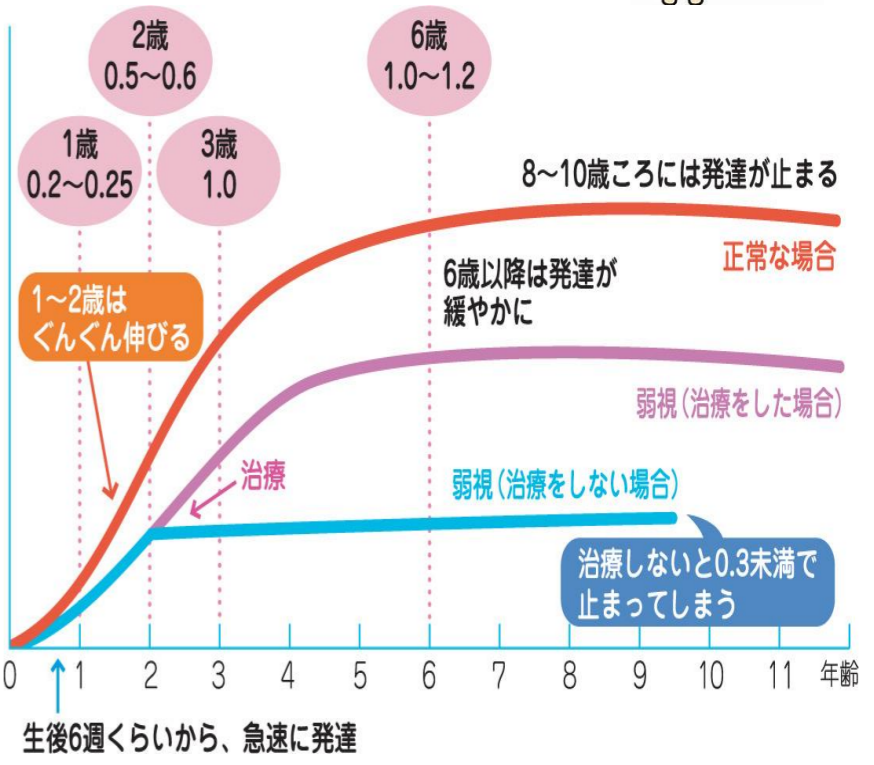 2歳
0.5〜0.6
6歳
1.0〜1.2
1歳
0.2〜0.25
3歳
1.0
8〜10歳ころには発達が止まる
正常な場合
6歳以降は発達が
緩やかに
1〜2歳は
ぐんぐん伸びる
弱視(治療をした場合)
治療
弱視(治療をしない場合)
治療しないと0.3未満で
止まってしまう
0 1 2 3 4 5 6 7 8 9 10 11 年齢
生後6週くらいから、急速に発達